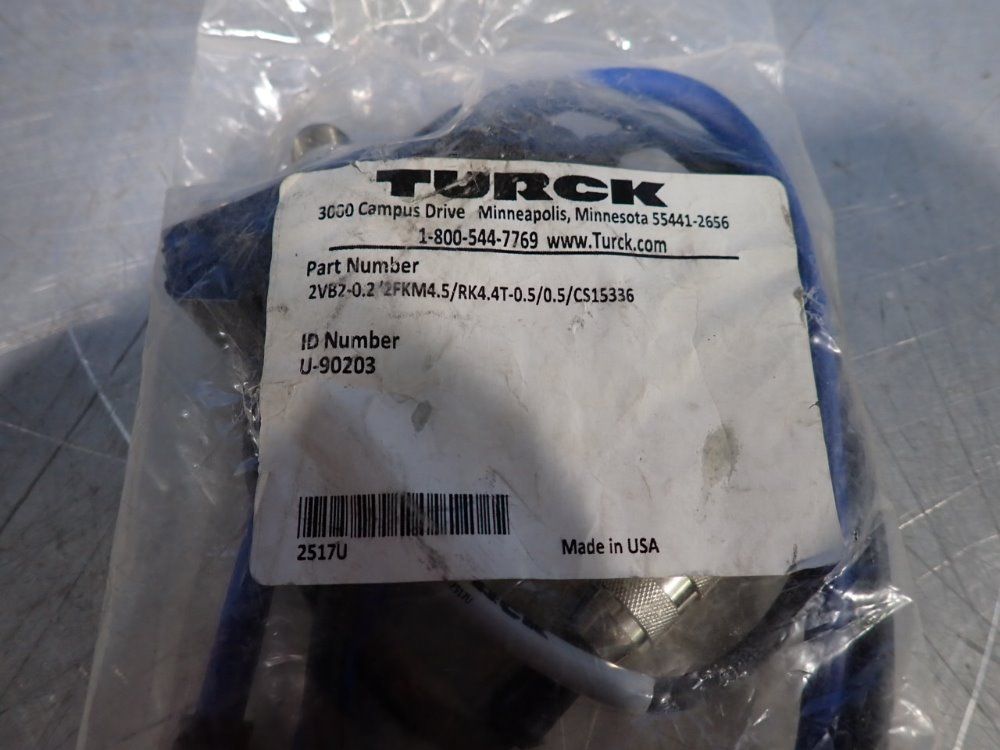 TURCK
3000 Campus Drive Minneapolis, Minnesota 55441-2656
1-800-544-7769 www.Turck.com
Part Number
2VB2-0.2/2FKM4.5/RK4.4T-0.5/0.5/CS15336
ID Number
U-90203
2517U
Made in USA